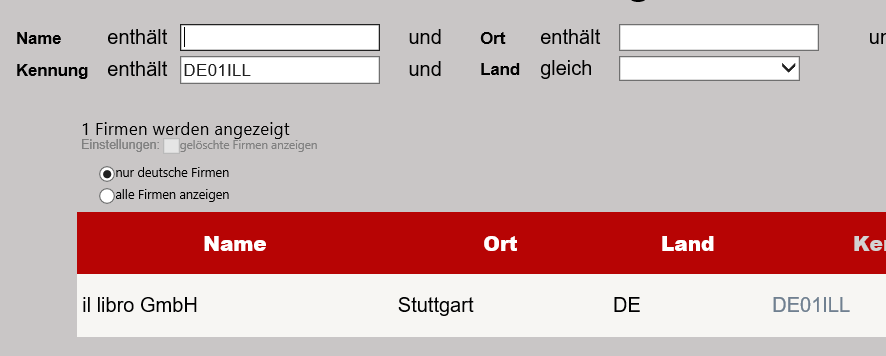 Name enthält und Ort enthält
Kennung enthält DE01ILL und Land gleich
1 Firmen werden angezeigt
Einstellungen: gelöschte Firmen anzeigen
nur deutsche Firmen
alle Firmen anzeigen
Name Ort Land
il libro GmbH Stuttgart DE DE01ILL